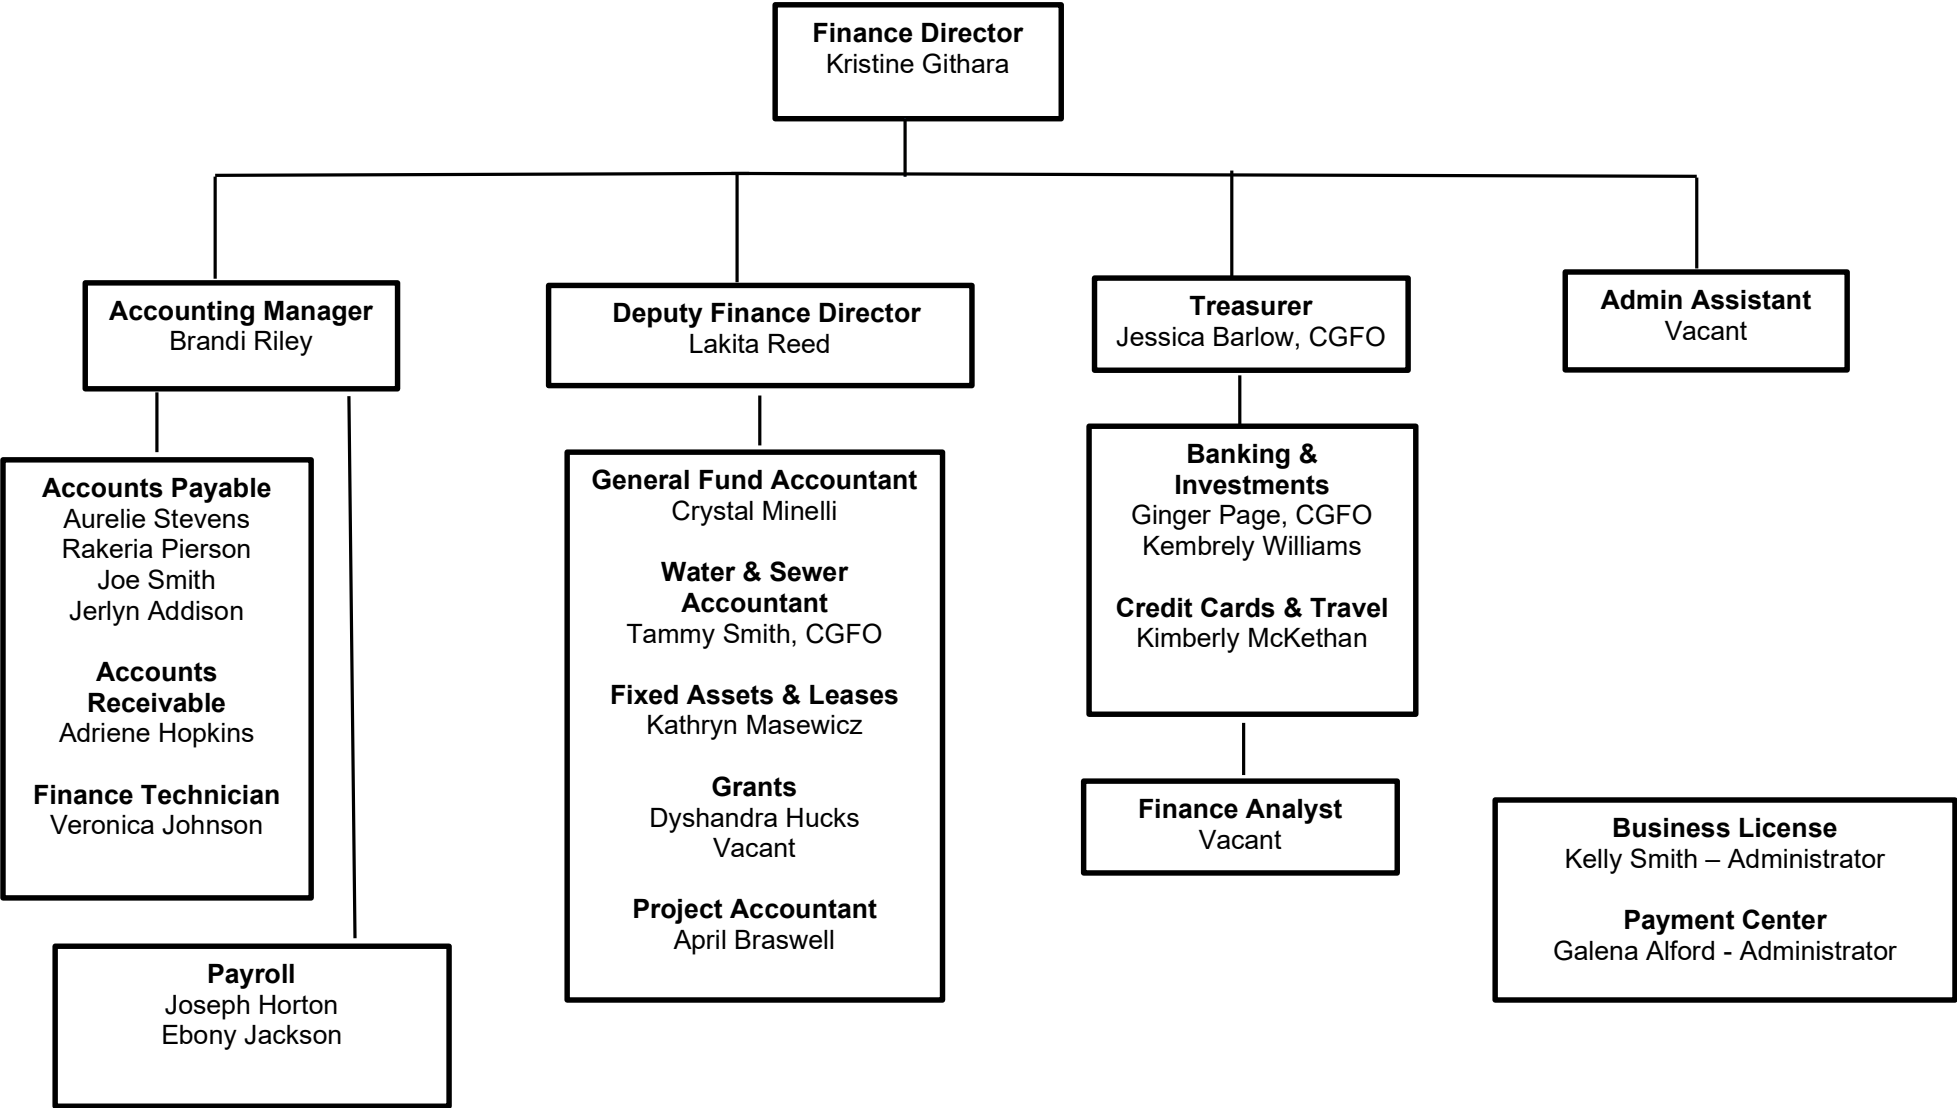 Finance Director
Kristine Githara
Accounting Manager
Brandi Riley
Deputy Finance Director
Lakita Reed
Treasurer
Jessica Barlow, CGFO
Admin Assistant
Vacant
Accounts Payable
Aurelie Stevens
Rakeria Pierson
Joe Smith
Jerlyn Addison
Accounts
Receivable
Adriene Hopkins
Finance Technician
Veronica Johnson
Payroll
Joseph Horton
Ebony Jackson
General Fund Accountant
Crystal Minelli
Water & Sewer
Accountant
Tammy Smith, CGFO
Fixed Assets & Leases
Kathryn Masewicz
Grants
Dyshandra Hucks
Vacant
Project Accountant
April Braswell
Banking &
Investments
Ginger Page, CGFO
Kembrely Williams
Credit Cards & Travel
Kimberly McKethan
Finance Analyst
Vacant
Business License
Kelly Smith – Administrator
Payment Center
Galena Alford - Administrator